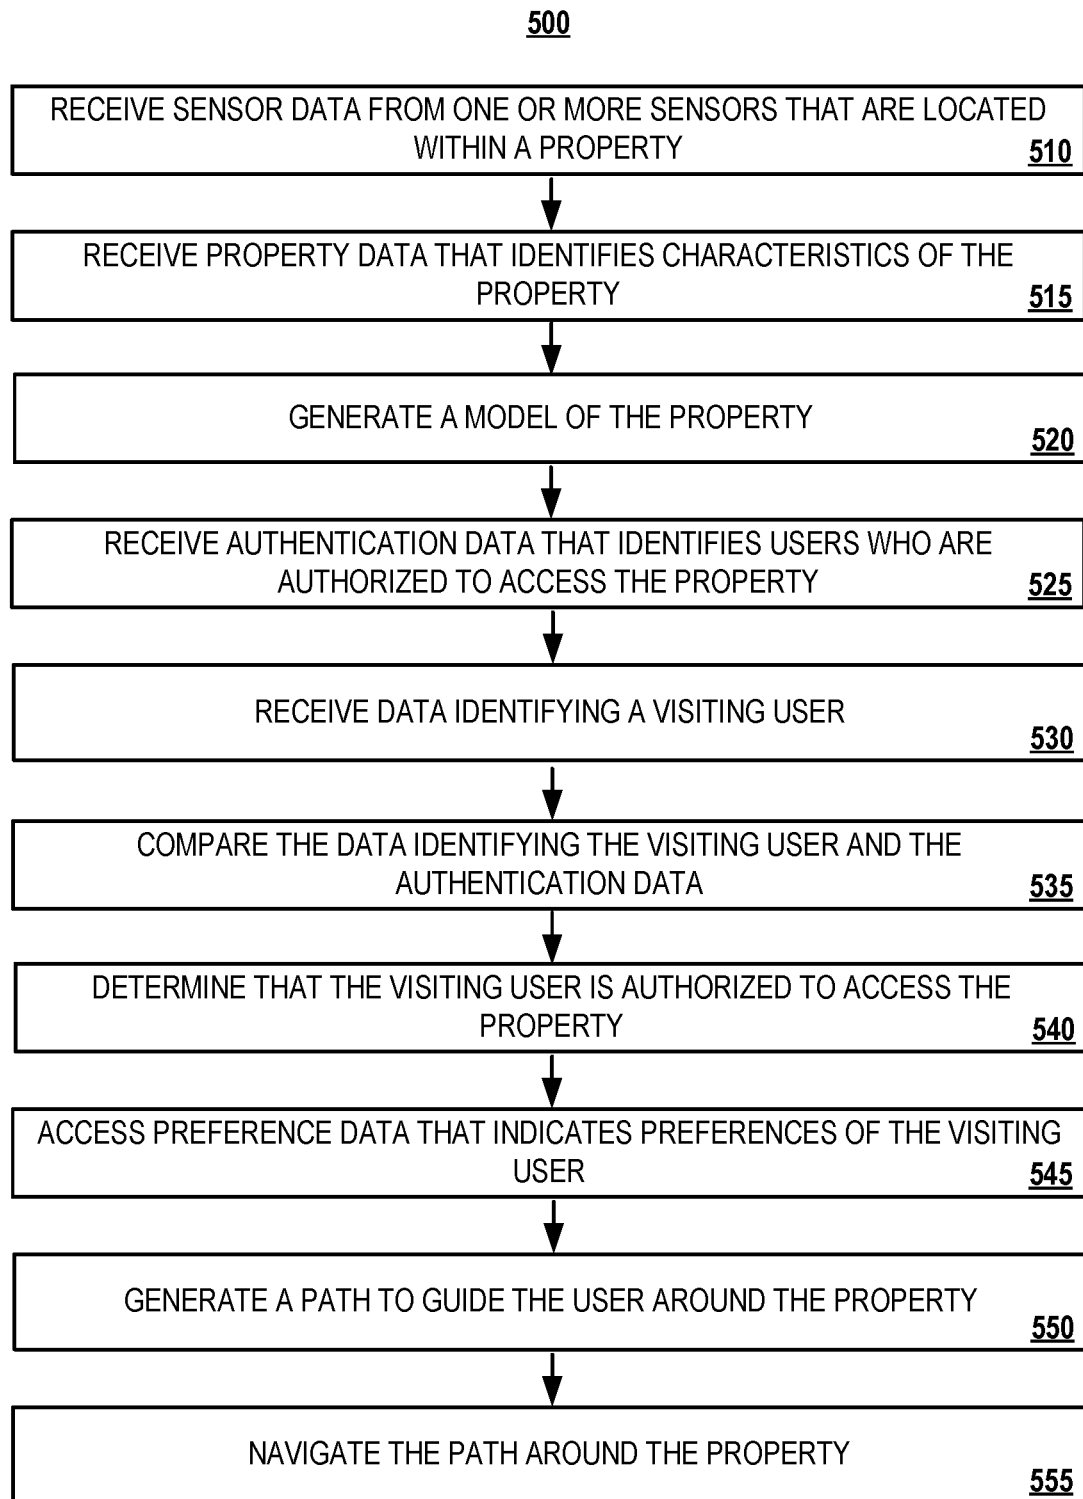 500
RECEIVE SENSOR DATA FROM ONE OR MORE SENSORS THAT ARE LOCATED
WITHIN A PROPERTY
510
RECEIVE PROPERTY DATA THAT IDENTIFIES CHARACTERISTICS OF THE
PROPERTY
515
GENERATE A MODEL OF THE PROPERTY
520
RECEIVE AUTHENTICATION DATA THAT IDENTIFIES USERS WHO ARE
AUTHORIZED TO ACCESS THE PROPERTY
525
RECEIVE DATA IDENTIFYING A VISITING USER
530
COMPARE THE DATA IDENTIFYING THE VISITING USER AND THE
AUTHENTICATION DATA
535
DETERMINE THAT THE VISITING USER IS AUTHORIZED TO ACCESS THE
PROPERTY
540
ACCESS PREFERENCE DATA THAT INDICATES PREFERENCES OF THE VISITING
USER
545
GENERATE A PATH TO GUIDE THE USER AROUND THE PROPERTY
550
NAVIGATE THE PATH AROUND THE PROPERTY
555